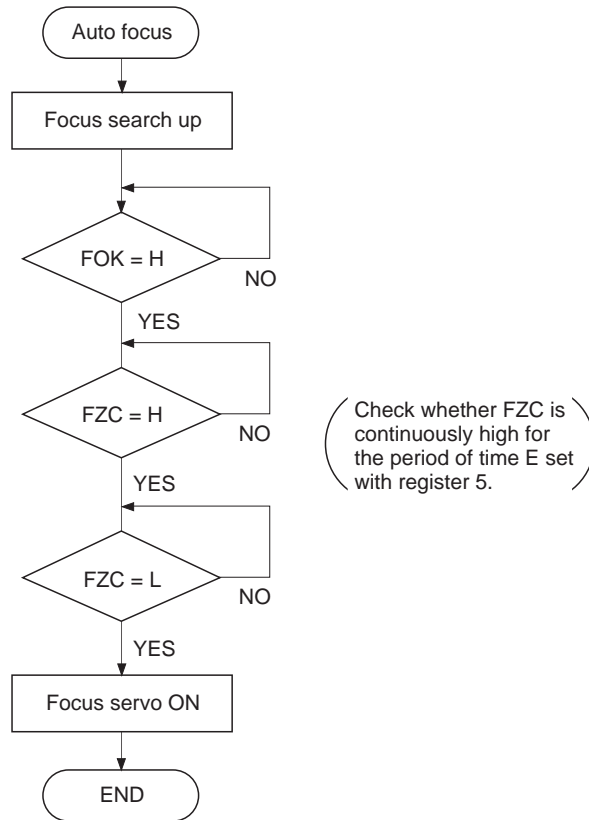 Auto focus
Focus search up
FOK = H
NO
YES
FZC = H
NO
Check whether FZC is
continuously high for
the period of time E set
with register 5.
YES
FZC = L
NO
YES
Focus servo ON
END